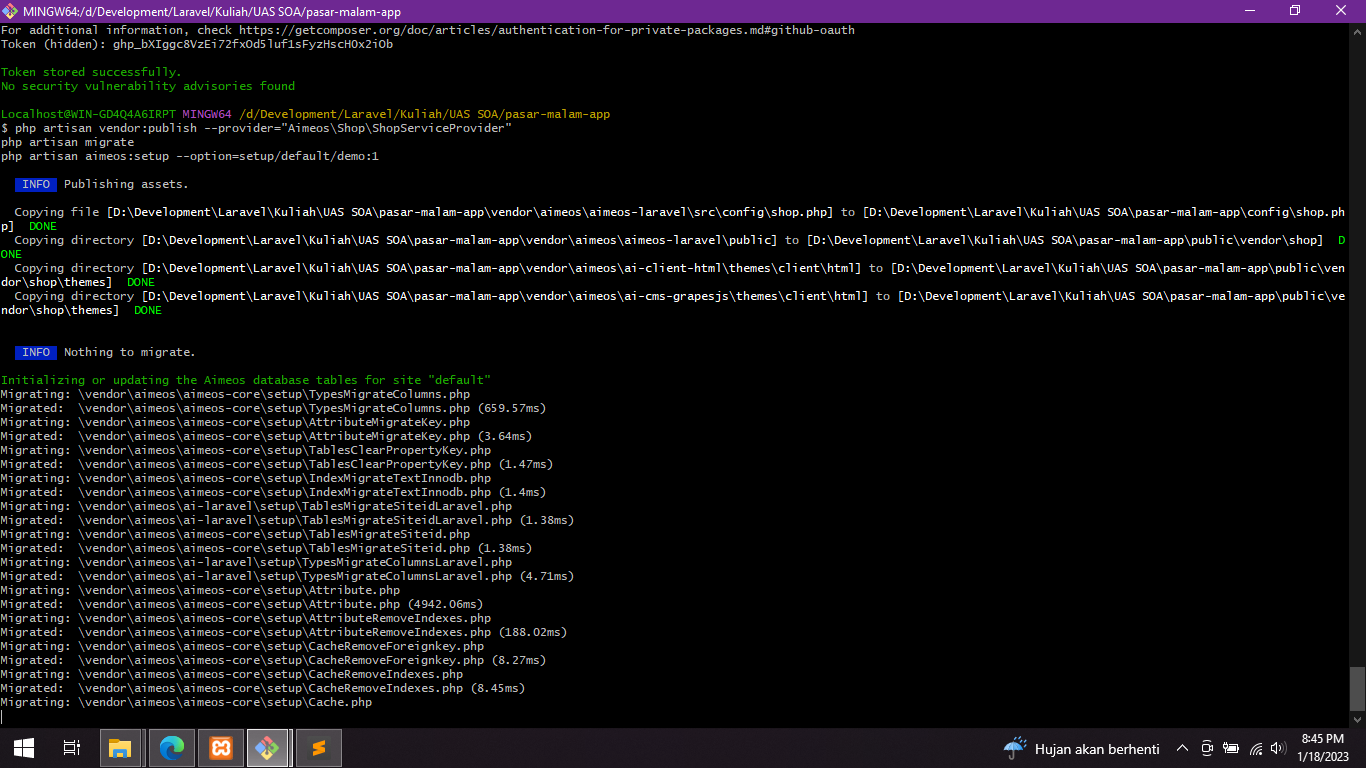 MINGW64:/d/Development/Laravel/Kuliah/UAS SOA/pasar-malam-app
For additional information, check https://getcomposer.org/doc/articles/authentication-for-private-packages.md#github-oauth
Token (hidden): ghp_bXIggc8VzEi72fxOd5luf1sFyzHscHOx2iOb
Token stored successfully.
No security vulnerability advisories found
Localhost@WIN-GD4Q4A6IRPT MINGW64 /d/Development/Laravel/Kuliah/UAS SOA/pasar-malam-app
$ php artisan vendor:publish --provider="Aimeos\Shop\ShopServiceProvider"
php artisan migrate
php artisan aimeos:setup --option=setup/default/demo:1
INFO Publishing assets.
Copying file [D:\Development\Laravel\Kuliah\UAS SOA\pasar-malam-app\vendor\aimeos\aimeos-laravel\src\config\shop.php] to [D:\Development\Laravel\Kuliah\UAS SOA\pasar-malam-app\config\shop.ph
p] DONE
Copying directory [D:\Development\Laravel\Kuliah\UAS SOA\pasar-malam-app\vendor\aimeos\aimeos-laravel\public] to [D:\Development\Laravel\Kuliah\UAS SOA\pasar-malam-app\public\vendor\shop] D
ONE
Copying directory [D:\Development\Laravel\Kuliah\UAS SOA\pasar-malam-app\vendor\aimeos\ai-client-html\themes\client\html] to [D:\Development\Laravel\Kuliah\UAS SOA\pasar-malam-app\public\ven
dor\shop\themes] DONE
Copying directory [D:\Development\Laravel\Kuliah\UAS SOA\pasar-malam-app\vendor\aimeos\ai-cms-grapesjs\themes\client\html] to [D:\Development\Laravel\Kuliah\UAS SOA\pasar-malam-app\public\ve
ndor\shop\themes] DONE
INFO Nothing to migrate.
Initializing or updating the Aimeos database tables for site "default"
Migrating: \vendor\aimeos\aimeos-core\setup\TypesMigrateColumns.php
Migrated: \vendor\aimeos\aimeos-core\setup\TypesMigrateColumns.php (659.57ms)
Migrating: \vendor\aimeos\aimeos-core\setup\AttributeMigrateKey.php
Migrated: \vendor\aimeos\aimeos-core\setup\AttributeMigrateKey.php (3.64ms)
Migrating: \vendor\aimeos\aimeos-core\setup\TablesClearPropertyKey.php
Migrated: \vendor\aimeos\aimeos-core\setup\TablesClearPropertyKey.php (1.47ms)
Migrating: \vendor\aimeos\aimeos-core\setup\IndexMigrateTextInnodb.php
Migrated: \vendor\aimeos\aimeos-core\setup\IndexMigrateTextInnodb.php (1.4ms)
Migrating: \vendor\aimeos\ai-laravel\setup\TablesMigrateSiteidLaravel.php
Migrated: \vendor\aimeos\ai-laravel\setup\TablesMigrateSiteidLaravel.php (1.38ms)
Migrating: \vendor\aimeos\aimeos-core\setup\TablesMigrateSiteid.php
Migrated: \vendor\aimeos\aimeos-core\setup\TablesMigrateSiteid.php (1.38ms)
Migrating: \vendor\aimeos\ai-laravel\setup\TypesMigrateColumnsLaravel.php
Migrated: \vendor\aimeos\ai-laravel\setup\TypesMigrateColumnsLaravel.php (4.71ms)
Migrating: \vendor\aimeos\aimeos-core\setup\Attribute.php
Migrated: \vendor\aimeos\aimeos-core\setup\Attribute.php (4942.06ms)
Migrating: \vendor\aimeos\aimeos-core\setup\AttributeRemoveIndexes.php
Migrated: \vendor\aimeos\aimeos-core\setup\AttributeRemoveIndexes.php (188.02ms)
Migrating: \vendor\aimeos\aimeos-core\setup\CacheRemoveForeignkey.php
Migrated: \vendor\aimeos\aimeos-core\setup\CacheRemoveForeignkey.php (8.27ms)
Migrating: \vendor\aimeos\aimeos-core\setup\CacheRemoveIndexes.php
Migrated: \vendor\aimeos\aimeos-core\setup\CacheRemoveIndexes.php (8.45ms)
Migrating: \vendor\aimeos\aimeos-core\setup\Cache.php
Hujan akan berhenti
8:45 PM
1/18/2023